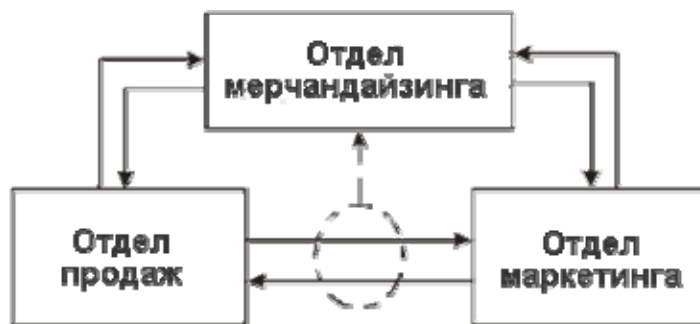 Отдел
мерчандайзинга
Отдел
продаж
Отдел
маркетинга